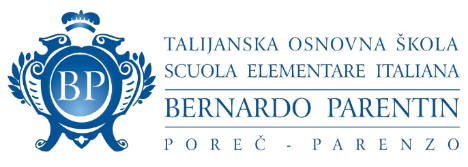 BP
TALIJANSKA OSNOVNA ŠKOLA
SCUOLA ELEMENTARE ITALIANA
BERNARDO PARENTIN
POREČ - PARENZO